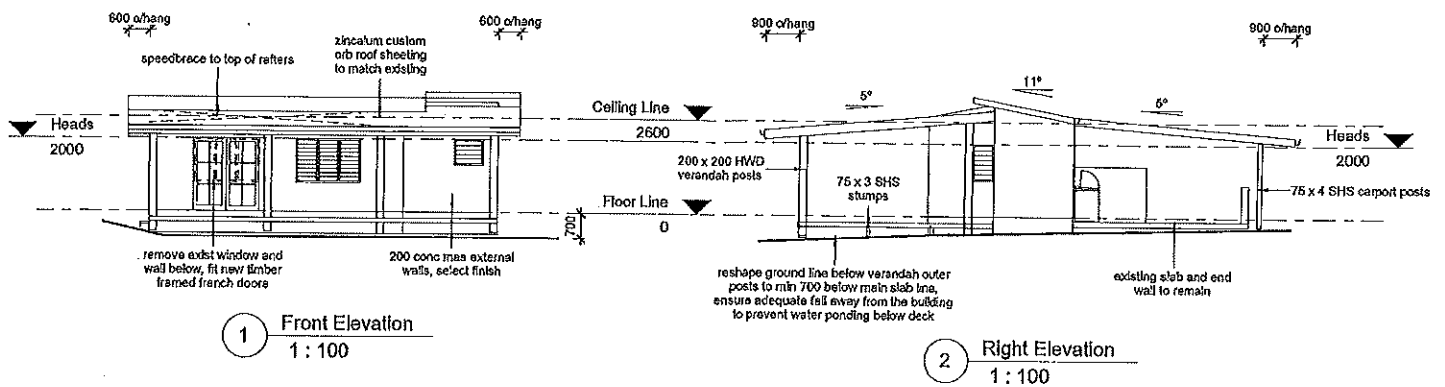 600 o/hang
600 o/hang
speedbrace to top of rafters
zincalum custom
orb roof sheeting
to match existing
Heads
2000
Ceiling Line
2600
Floor Line
0
700
remove exist window and
wall below, fit new timber
framed french doors
200 conc mas external
walls, select finish
1
Front Elevation
1 : 100
900 o/hang
900 o/hang
5°
11°
5°
Heads
2000
200 x 200 HWD
verandah posts
75 x 3 SHS
stumps
75 x 4 SHS carport posts
reshape ground line below verandah outer
posts to min 700 below main slab line,
ensure adequate fall away from the building
to prevent water ponding below deck
existing slab and end
wall to remain
2
Right Elevation
1 : 100